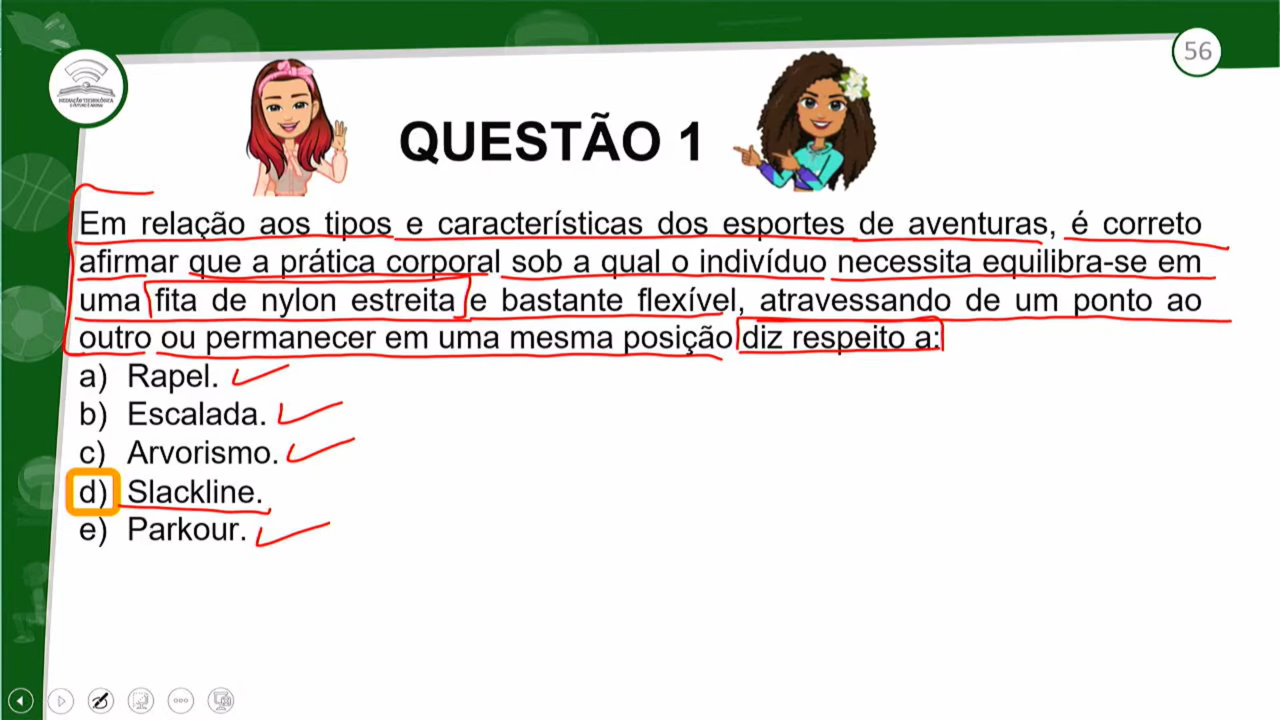 56
MEDIAÇÃO TECNOLÓGICA
QUESTÃO 1
Em relação aos tipos e características dos esportes de aventuras, é correto
afirmar que a prática corporal sob a qual o indivíduo necessita equilibra-se em
uma fita de nylon estreita e bastante flexível, atravessando de um ponto ao
outro ou permanecer em uma mesma posição diz respeito a:
a) Rapel.
b) Escalada.
c) Arvorismo.
d) Slackline.
e) Parkour.